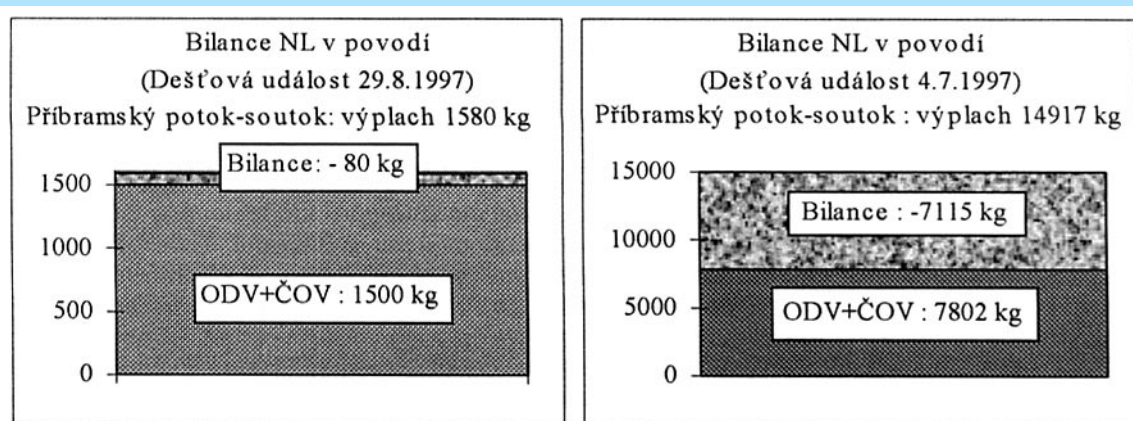 Bilance NL v povodí
(Dešťová událost 29.8.1997)
Příbramský potok-soutok: výplach 1580 kg
Bilance: - 80 kg
1500
1000
ODV+ČOV : 1500 kg
500
0
Bilance NL v povodí
(Dešťová událost 4.7.1997)
Příbramský potok-soutok : výplach 14917 kg
15000
Bilance : -7115 kg
10000
ODV+ČOV : 7802 kg
5000
0